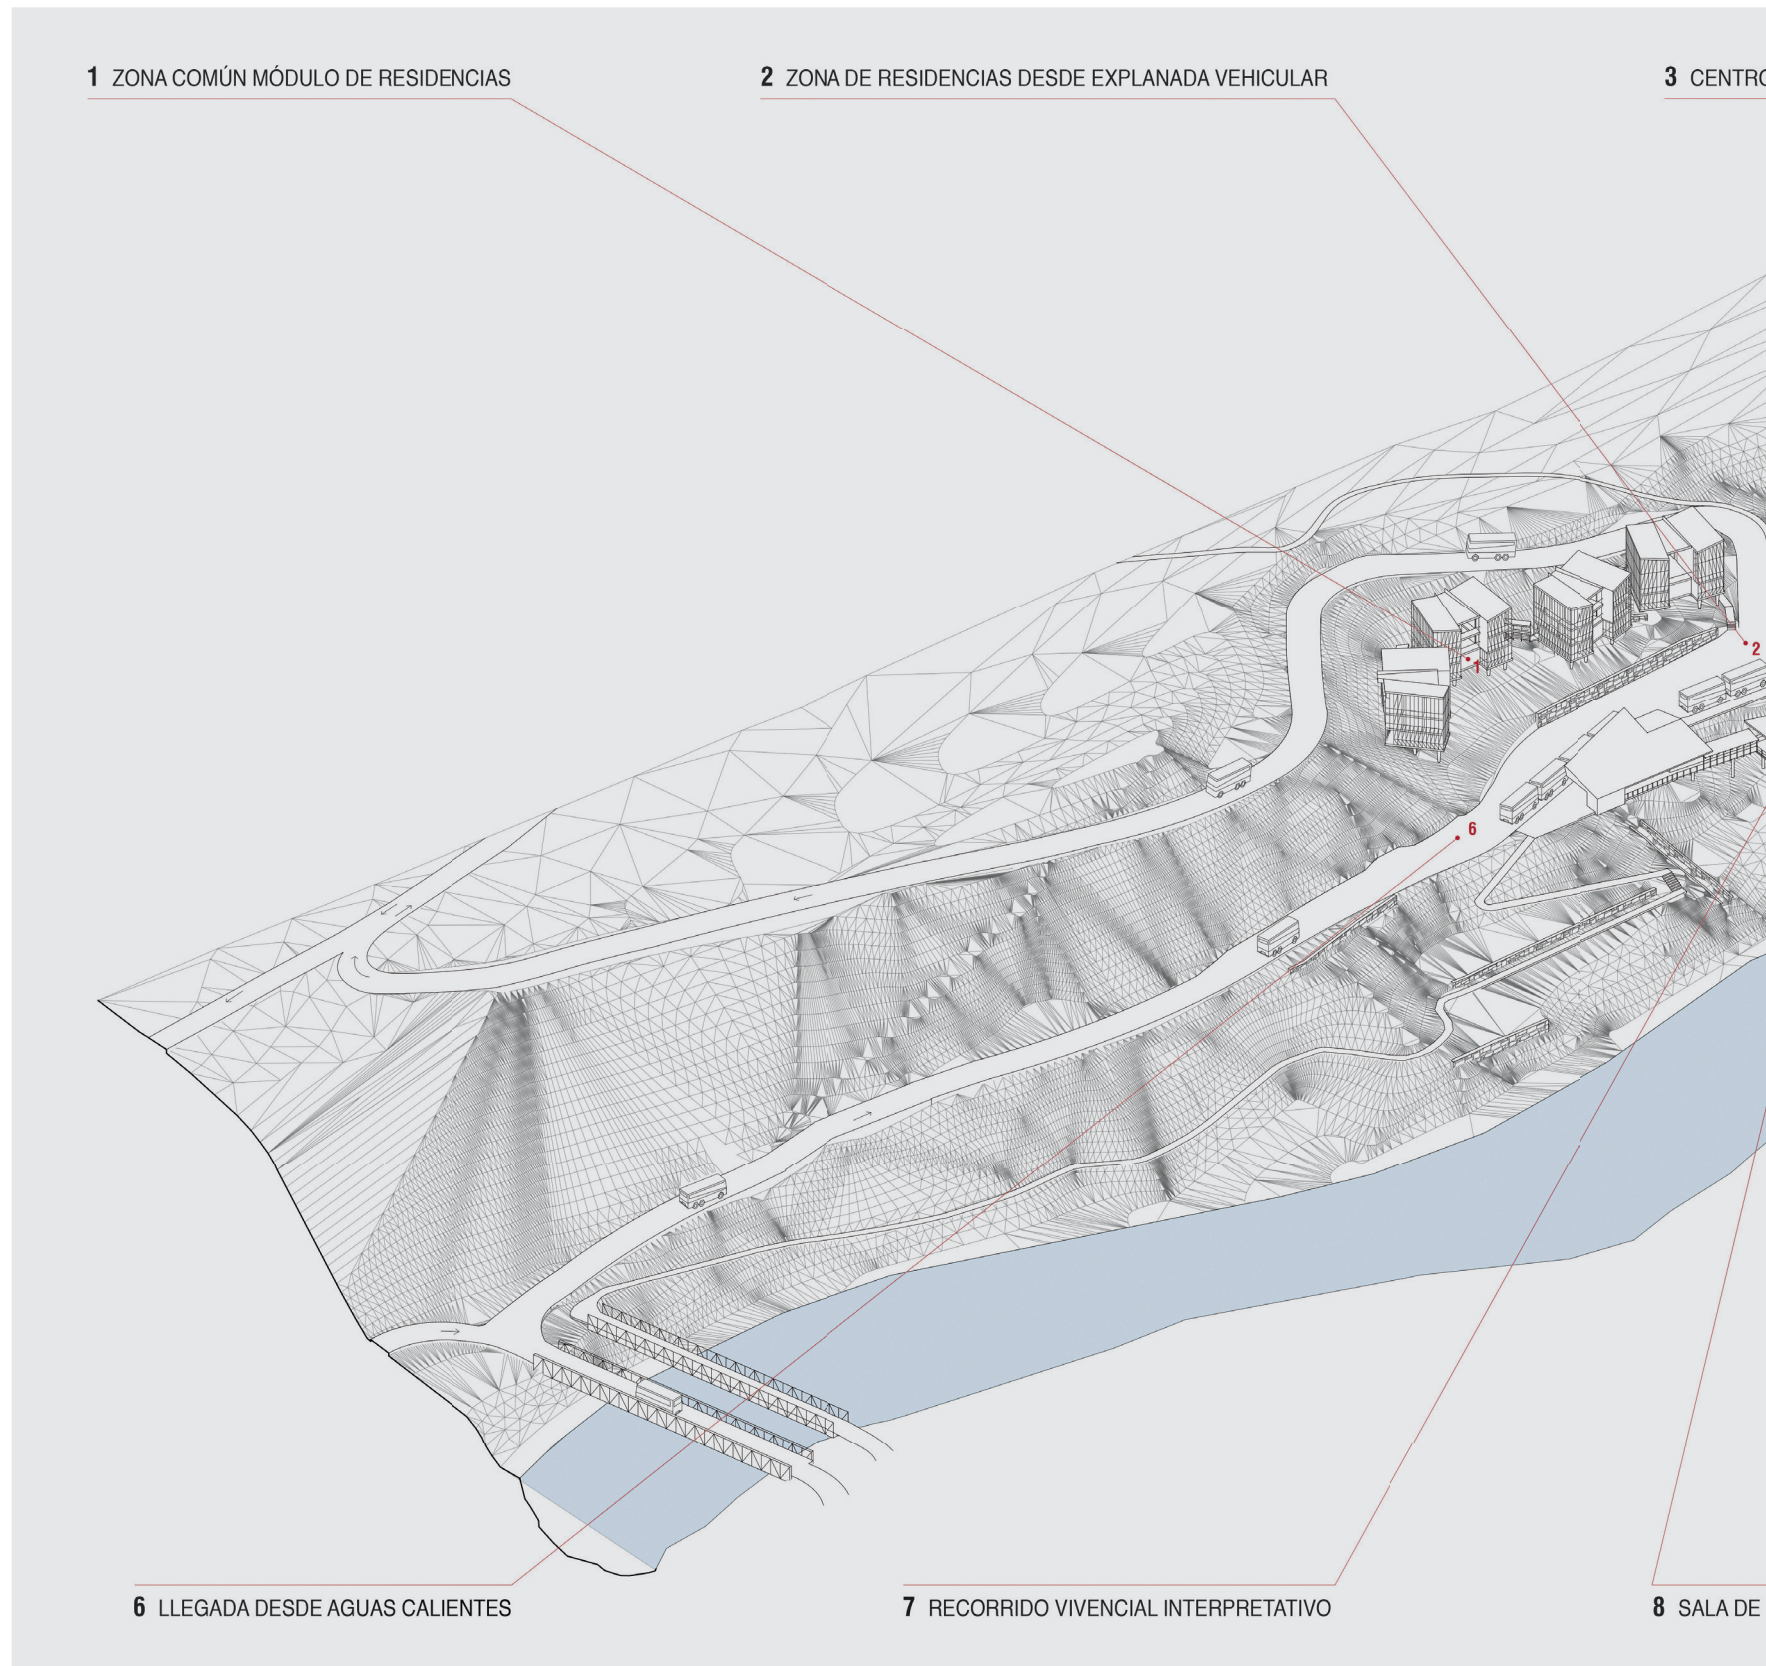 1 ZONA COMÚN MÓDULO DE RESIDENCIAS
2 ZONA DE RESIDENCIAS DESDE EXPLANADA VEHICULAR
3 CENTRO
1
2
6
6 LLEGADA DESDE AGUAS CALIENTES
7 RECORRIDO VIVENCIAL INTERPRETATIVO
8 SALA DE